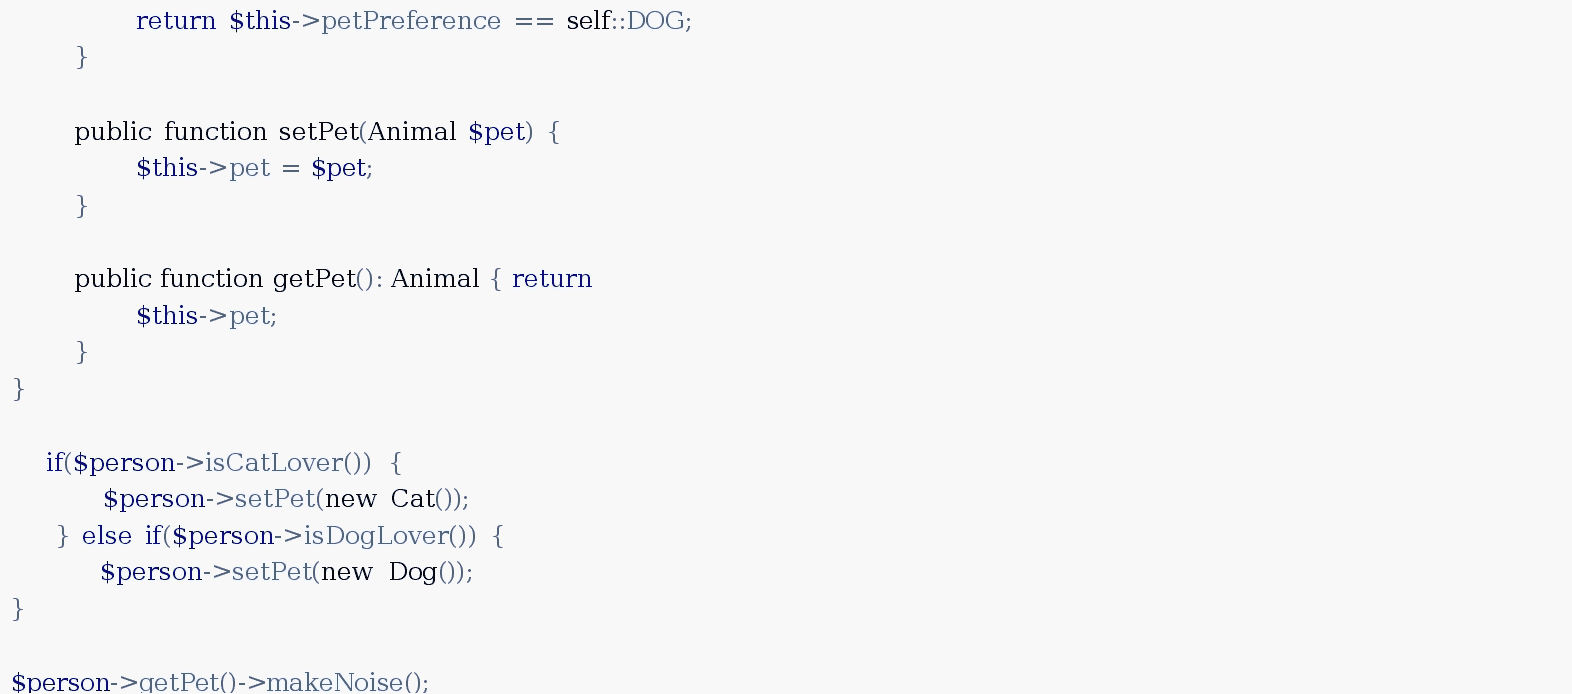 return $this->petPreference == self::DOG;
}
public function setPet(Animal $pet) {
$this->pet = $pet;
}
public function getPet(): Animal { return
$this->pet;
}
}
if($person->isCatLover()) {
$person->setPet(new Cat());
} else if($person->isDogLover()) {
$person->setPet(new Dog());
}
$person->getPet()->makeNoise();